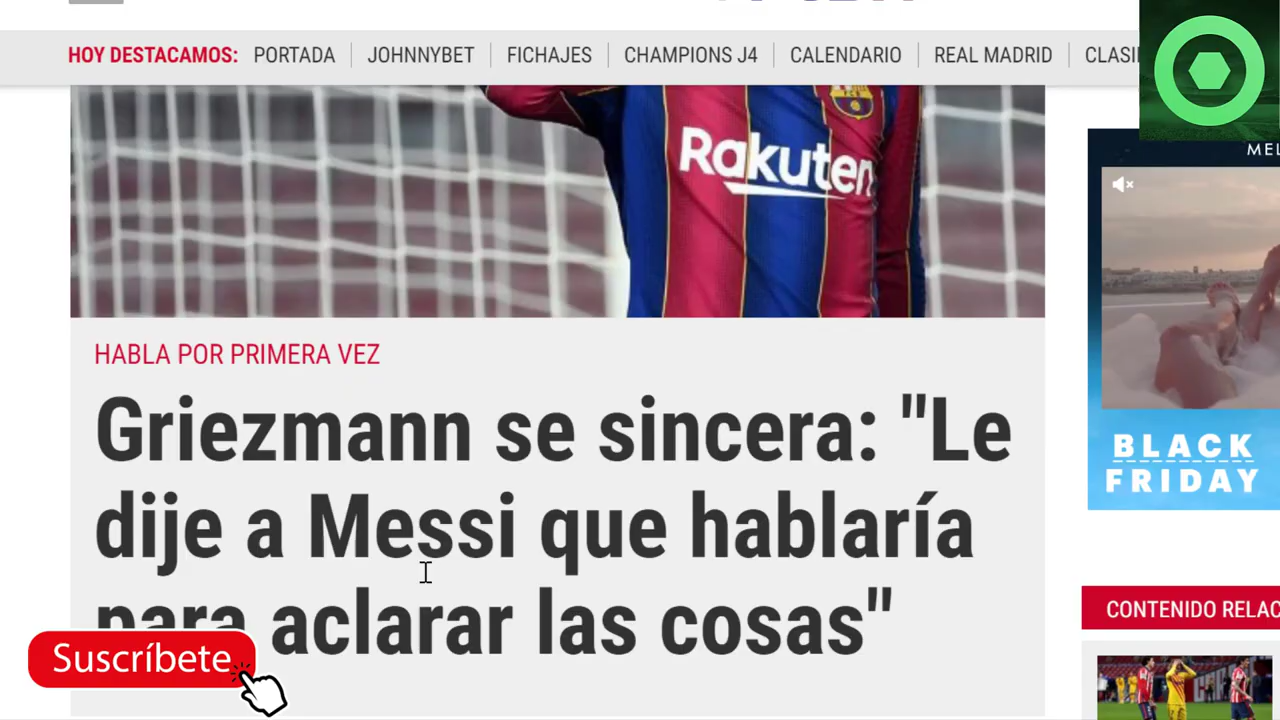 HOY DESTACAMOS: PORTADA JOHNNYBET FICHAJES CHAMPIONS J4 CALENDARIO REAL MADRID
Rakuten
FCB
HABLA POR PRIMERA VEZ
Griezmann se sincera: "Le
dije a Messi que hablaría
para aclarar las cosas"
Suscríbete
BLACK
FRIDAY
CONTENIDO